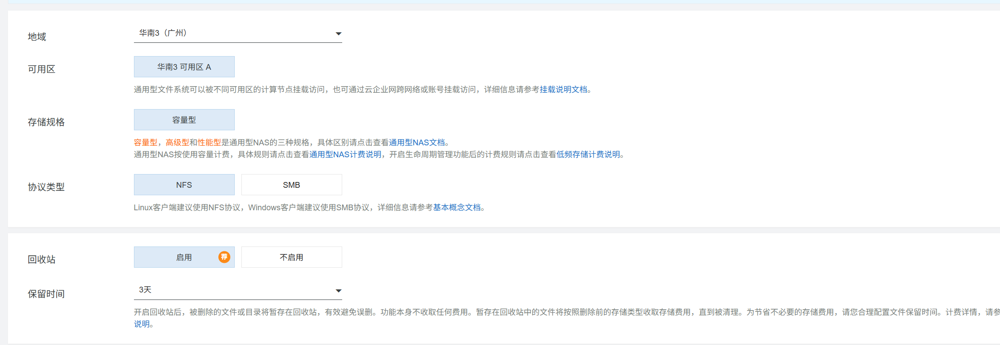 地域
华南3（广州）
可用区
华南3 可用区 A
通用型文件系统可以被不同可用区的计算节点挂载访问，也可通过云企业网跨网络或账号挂载访问，详细信息请参考挂载说明文档。
存储规格
容量型
容量型，高级型和性能型是通用型NAS的三种规格，具体区别请点击查看通用型NAS文档。
通用型NAS按使用容量计费，具体规则请点击查看通用型NAS计费说明，开启生命周期管理功能后的计费规则请点击查看低频存储计费说明。
协议类型
NFS
SMB
Linux客户端建议使用NFS协议，Windows客户端建议使用SMB协议，详细信息请参考基本概念文档。
回收站
启用
荐
不启用
保留时间
3天
开启回收站后，被删除的文件或目录将暂存在回收站，有效避免误删。功能本身不收取任何费用。暂存在回收站中的文件将按照删除前的存储类型收取存储费用，直到被清理。为节省不必要的存储费用，请您合理配置文件保留时间。计费详情，请参
说明。